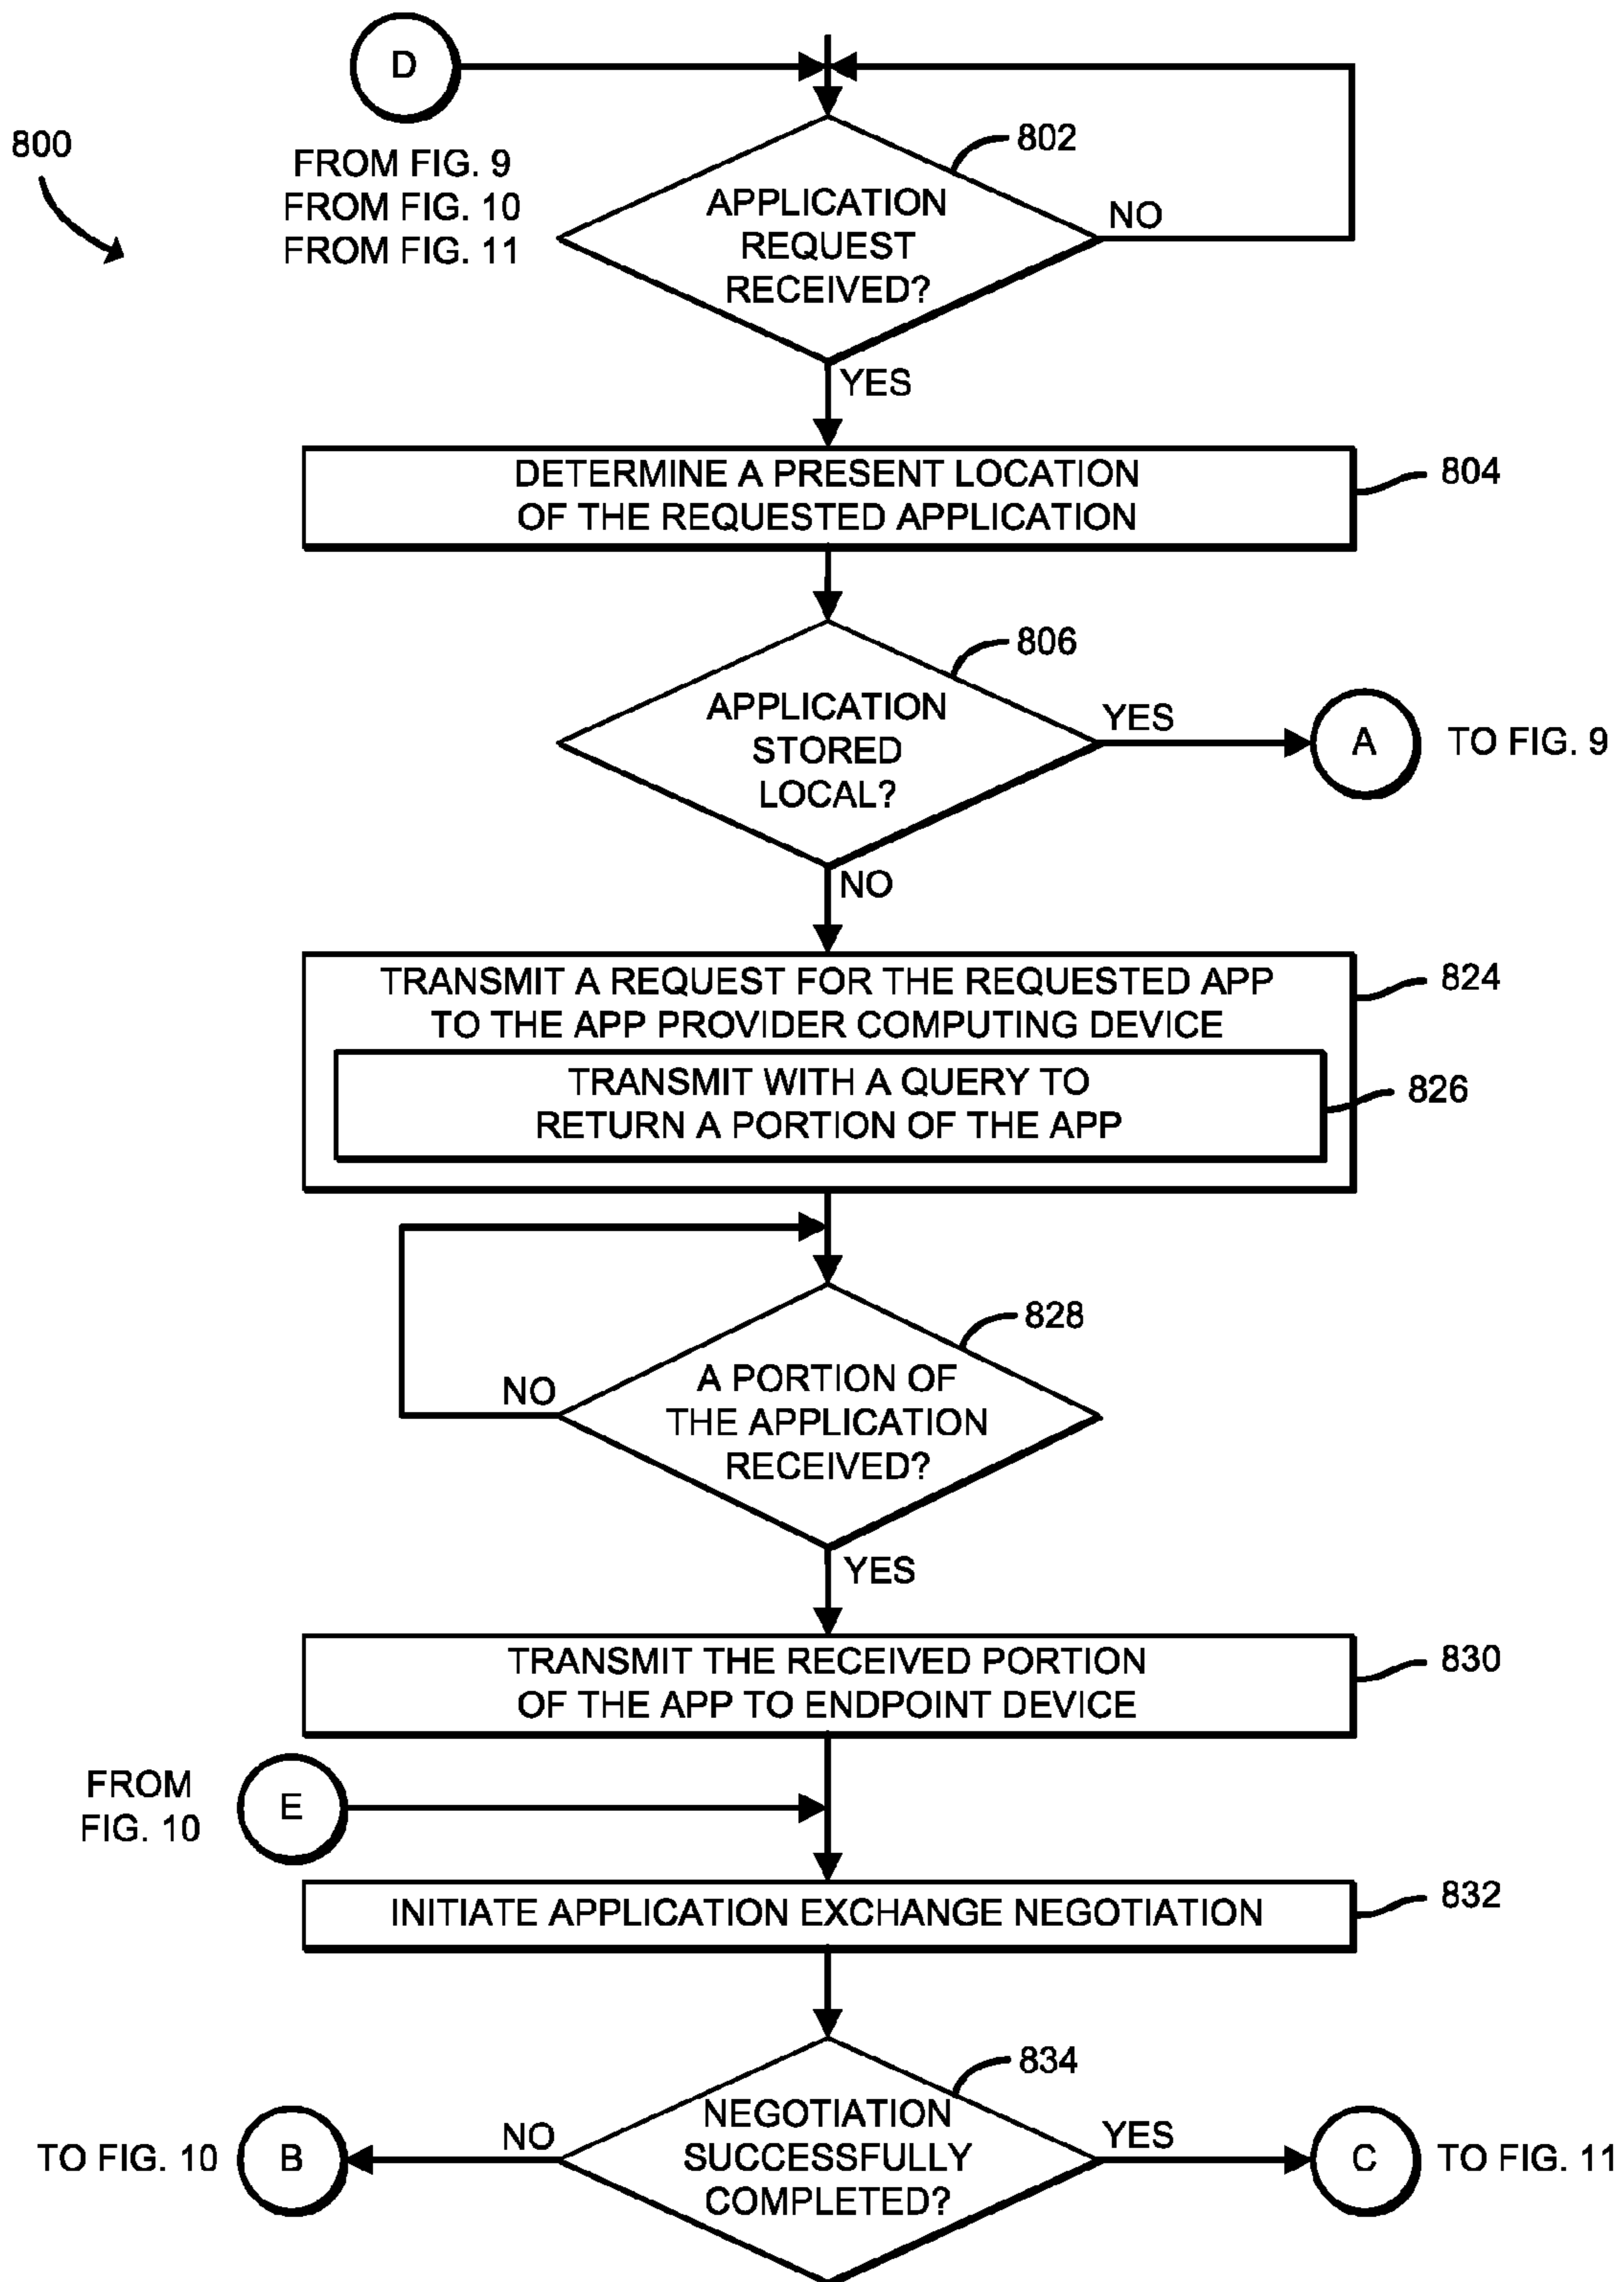 D
800
FROM FIG. 9
FROM FIG. 10
FROM FIG. 11
802
APPLICATION
REQUEST
RECEIVED?
NO
YES
DETERMINE A PRESENT LOCATION
OF THE REQUESTED APPLICATION
804
806
APPLICATION
STORED
LOCAL?
YES
A
TO FIG. 9
NO
TRANSMIT A REQUEST FOR THE REQUESTED APP
TO THE APP PROVIDER COMPUTING DEVICE
824
TRANSMIT WITH A QUERY TO
RETURN A PORTION OF THE APP
826
828
A PORTION OF
THE APPLICATION
RECEIVED?
NO
YES
TRANSMIT THE RECEIVED PORTION
OF THE APP TO ENDPOINT DEVICE
830
FROM
FIG. 10
E
INITIATE APPLICATION EXCHANGE NEGOTIATION
832
834
NEGOTIATION
SUCCESSFULLY
COMPLETED?
NO
B
TO FIG. 10
YES
C
TO FIG. 11